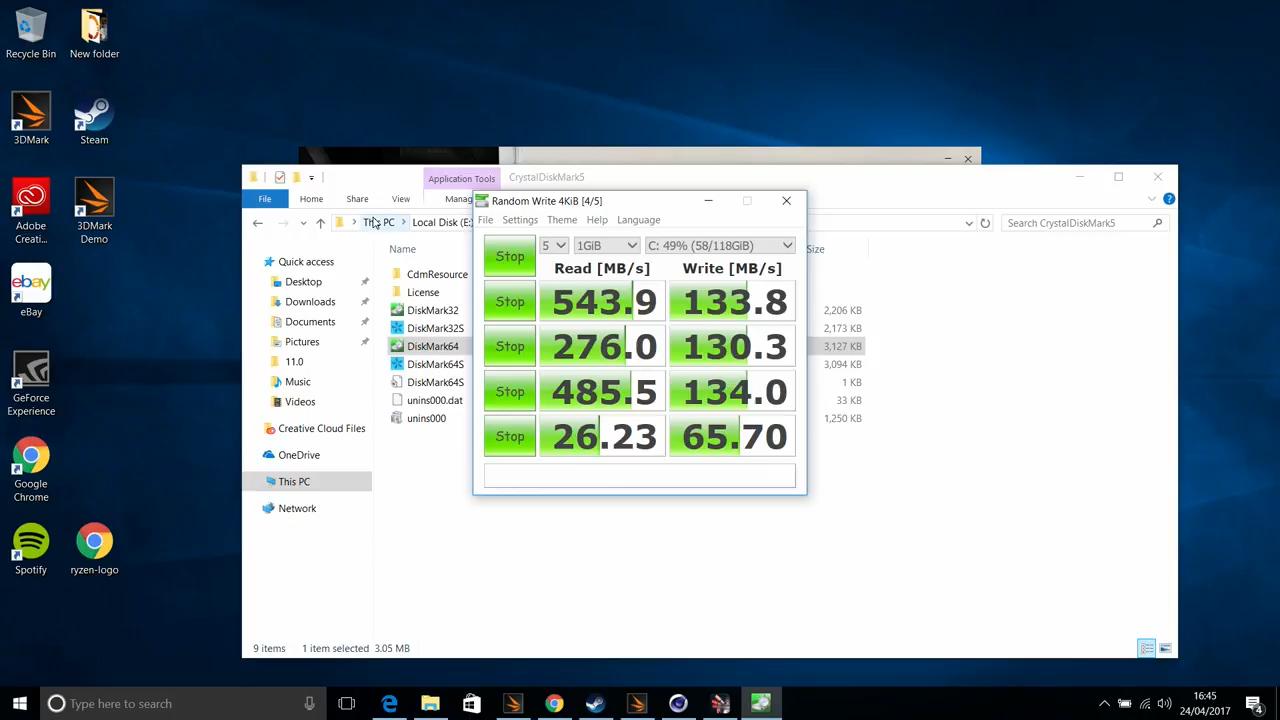 Recycle Bin
New folder
3DMark
Steam
Adobe
Creati...
3DMark
Demo
ebay
eBay
GeForce
Experience
Google
Chrome
Spotify
ryzen-logo
Application Tools
CrystalDiskMark5
File
Home
Share
View
Mana
This PC
Local Disk (E:
Search CrystalDiskMark5
Quick access
Desktop
Downloads
Documents
Pictures
11.0
Music
Videos
Creative Cloud Files
OneDrive
This PC
Network
Name
Size
CdmResource
License
DiskMark32
2,206 KB
DiskMark32S
2,173 KB
DiskMark64
3,127 KB
DiskMark64S
3,094 KB
DiskMark64S
1 KB
unins000.dat
33 KB
unins000
1,250 KB
Random Write 4KiB [4/5]
File Settings Theme Help Language
Stop 5 1GiB C: 49% (58/118GiB)
Read [MB/s] Write [MB/s]
Stop 543.9 133.8
Stop 276.0 130.3
Stop 485.5 134.0
Stop 26.23 65.70
9 items 1 item selected 3.05 MB
Type here to search
16:45
24/04/2017
4